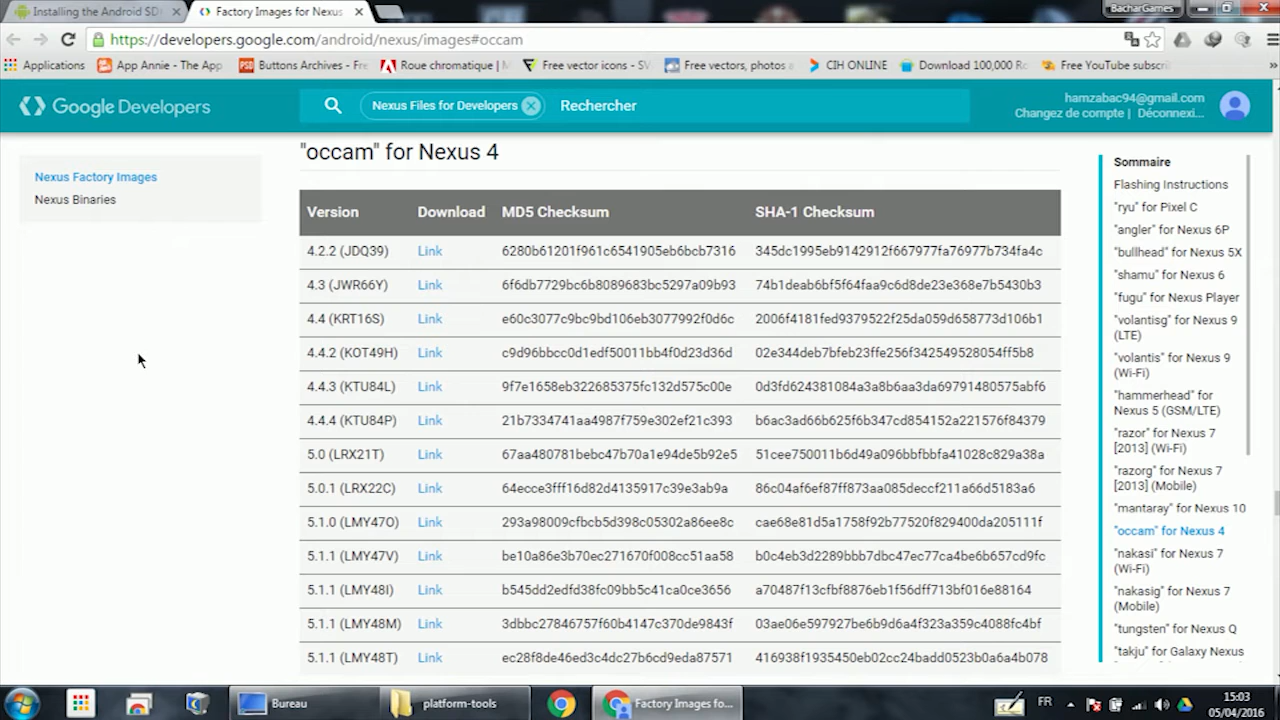 Installing the Android SD
Factory Images for Nexus
BacharGames
https://developers.google.com/android/nexus/images#occam
Applications
App Annie - The App
Buttons Archives - Fre
Roue chromatique | M
Free vector icons - SV
Free vectors, photos a
CIH ONLINE
Download 100,000 Ro
Free YouTube subscri
Google Developers
Nexus Files for Developers
Rechercher
hamzabac94@gmail.com
Changez de compte | Déconnexi...
Nexus Factory Images
Nexus Binaries
"occam" for Nexus 4
Version Download MD5 Checksum SHA-1 Checksum
4.2.2 (JDQ39) Link 6280b61201f961c6541905eb6bcb7316 345dc1995eb9142912f667977fa76977b734fa4c
4.3 (JWR66Y) Link 6f6db7729bc6b8089683bc5297a09b93 74b1deab6bf5f64faa9c6d8de23e368e7b5430b3
4.4 (KRT16S) Link e60c3077c9bc9bd106eb3077992f0d6c 2006f4181fed9379522f25da059d658773d106b1
4.4.2 (KOT49H) Link c9d96bbcc0d1edf50011bb4f0d23d36d 02e344deb7bfeb23ffe256f342549528054ff5b8
4.4.3 (KTU84L) Link 9f7e1658eb322685375fc132d575c00e 0d3fd624381084a3a8b6aa3da69791480575abf6
4.4.4 (KTU84P) Link 21b7334741aa4987f759e302ef21c393 b6ac3ad66b625f6b347cd854152a221576f84379
5.0 (LRX21T) Link 67aa480781bebc47b70a1e94de5b92e5 51cee750011b6d49a096bbfbbfa41028c829a38a
5.0.1 (LRX22C) Link 64ecce3fff16d82d4135917c39e3ab9a 86c04af6ef87ff873aa085deccf211a66d5183a6
5.1.0 (LMY47O) Link 293a98009cfbcb5d398c05302a86ee8c cae68e81d5a1758f92b77520f829400da205111f
5.1.1 (LMY47V) Link be10a86e3b70ec271670f008cc51aa58 b0c4eb3d2289bbb7dbc47ec77ca4be6b657cd9fc
5.1.1 (LMY48I) Link b545dd2edfd38fc09bb5c41ca0ce3656 a70487f13cfbf8876eb1f56dff713bf016e88164
5.1.1 (LMY48M) Link 3dbbc27846757f60b4147c370de9843f 03ae06e597927be6b9d6a4f323a359c4088fc4bf
5.1.1 (LMY48T) Link ec28f8de46ed3c4dc27b6cd9eda87571 416938f1935450eb02cc24badd0523b0a6a4b078
Sommaire
Flashing Instructions
"ryu" for Pixel C
"angler" for Nexus 6P
"bullhead" for Nexus 5X
"shamu" for Nexus 6
"fugu" for Nexus Player
"volantisg" for Nexus 9
(LTE)
"volantis" for Nexus 9
(Wi-Fi)
"hammerhead" for
Nexus 5 (GSM/LTE)
"razor" for Nexus 7
[2013] (Wi-Fi)
"razorg" for Nexus 7
[2013] (Mobile)
"mantaray" for Nexus 10
"occam" for Nexus 4
"nakasi" for Nexus 7
(Wi-Fi)
"nakasig" for Nexus 7
(Mobile)
"tungsten" for Nexus Q
"takju" for Galaxy Nexus
Bureau
platform-tools
Factory Images fo...
FR
15:03
05/04/2016